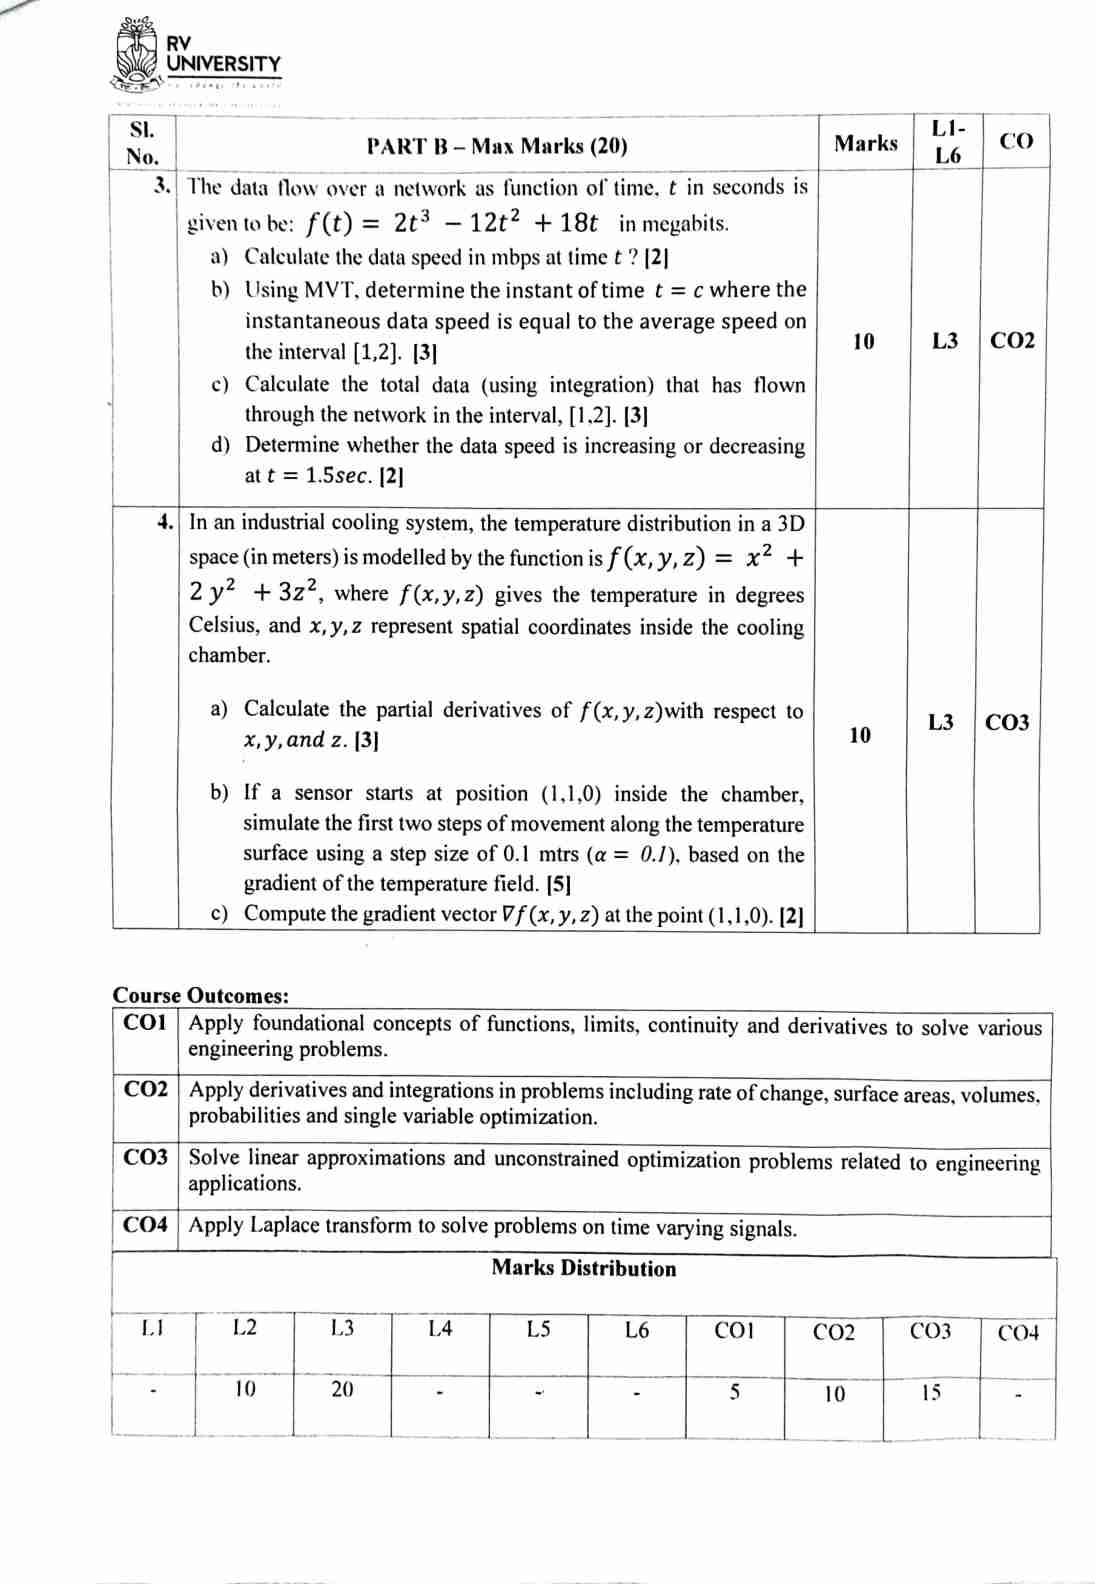 RV
UNIVERSITY
Sl. No. PART B – Max Marks (20) Marks L1-L6 CO
3. The data flow over a network as function of time, t in seconds is
given to be: f(t) = 2t³ − 12t² + 18t in megabits.
a) Calculate the data speed in mbps at time t ? [2]
b) Using MVT, determine the instant of time t = c where the
instantaneous data speed is equal to the average speed on
the interval [1,2]. [3]
10 L3 CO2
c) Calculate the total data (using integration) that has flown
through the network in the interval, [1,2]. [3]
d) Determine whether the data speed is increasing or decreasing
at t = 1.5sec. [2]
4. In an industrial cooling system, the temperature distribution in a 3D
space (in meters) is modelled by the function is f(x, y, z) = x² +
2 y² + 3z², where f(x, y, z) gives the temperature in degrees
Celsius, and x, y, z represent spatial coordinates inside the cooling
chamber.
a) Calculate the partial derivatives of f(x, y, z)with respect to
x, y, and z. [3]
10 L3 CO3
b) If a sensor starts at position (1,1,0) inside the chamber,
simulate the first two steps of movement along the temperature
surface using a step size of 0.1 mtrs (α = 0.1), based on the
gradient of the temperature field. [5]
c) Compute the gradient vector ∇f(x, y, z) at the point (1,1,0). [2]
Course Outcomes:
CO1 Apply foundational concepts of functions, limits, continuity and derivatives to solve various
engineering problems.
CO2 Apply derivatives and integrations in problems including rate of change, surface areas, volumes,
probabilities and single variable optimization.
CO3 Solve linear approximations and unconstrained optimization problems related to engineering
applications.
CO4 Apply Laplace transform to solve problems on time varying signals.
Marks Distribution
L1 L2 L3 L4 L5 L6 CO1 CO2 CO3 CO4
- 10 20 - - - 5 10 15 -